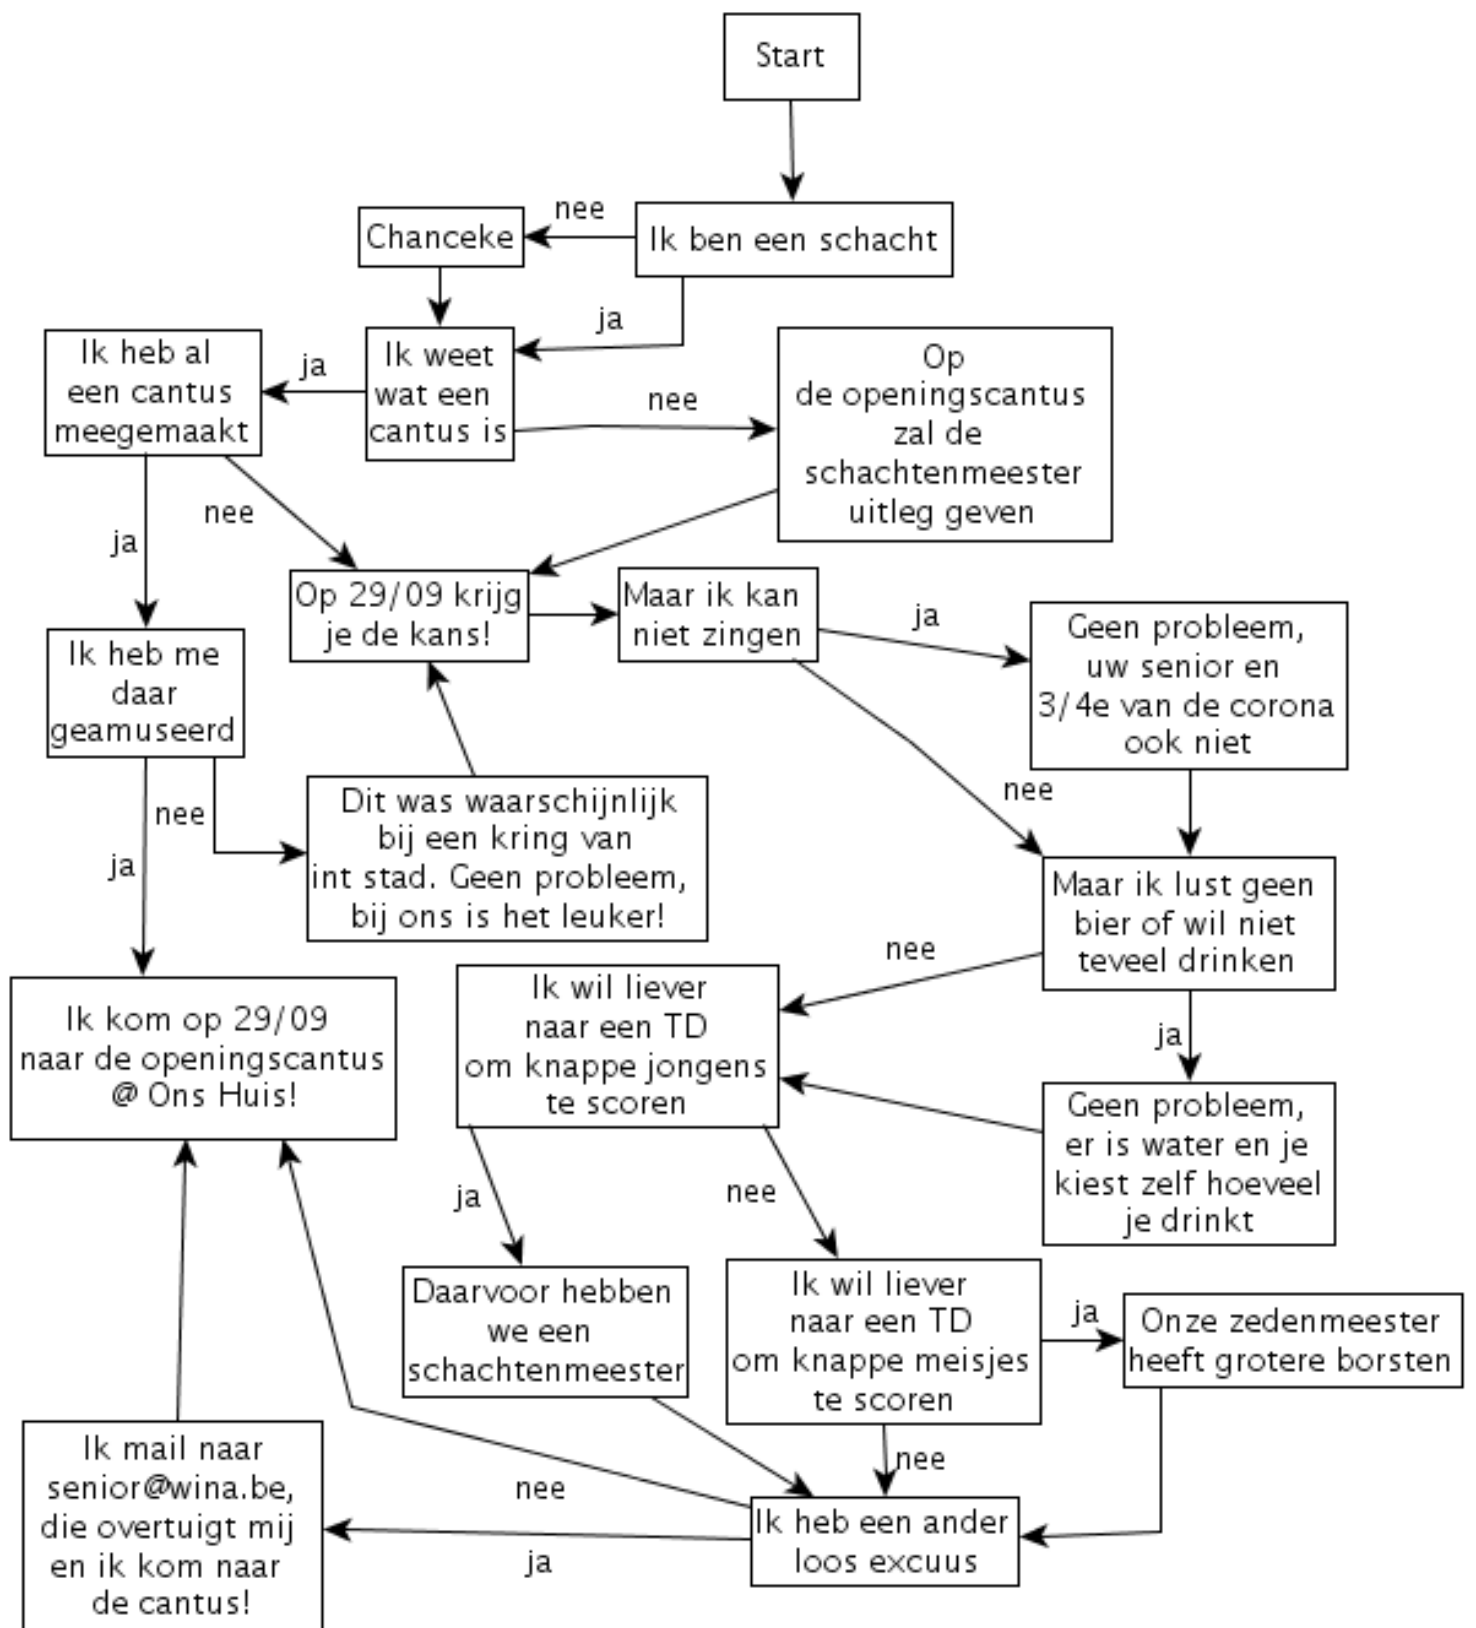 Start
nee
Chanceke
Ik ben een schacht
ja
Ik heb al
een cantus
meegemaakt
ja
Ik weet
wat een
cantus is
nee
Op
de openingscantus
zal de
schachtenmeester
uitleg geven
nee
ja
Op 29/09 krijg
je de kans!
Maar ik kan
niet zingen
ja
Geen probleem,
uw senior en
3/4e van de corona
ook niet
Ik heb me
daar
geamuseerd
nee
nee
ja
Dit was waarschijnlijk
bij een kring van
int stad. Geen probleem,
bij ons is het leuker!
Maar ik lust geen
bier of wil niet
teveel drinken
nee
ja
Ik kom op 29/09
naar de openingscantus
@ Ons Huis!
Ik wil liever
naar een TD
om knappe jongens
te scoren
Geen probleem,
er is water en je
kiest zelf hoeveel
je drinkt
ja
nee
Daarvoor hebben
we een
schachtenmeester
Ik wil liever
naar een TD
om knappe meisjes
te scoren
ja
Onze zedenmeester
heeft grotere borsten
nee
Ik mail naar
senior@wina.be,
die overtuigt mij
en ik kom naar
de cantus!
nee
ja
Ik heb een ander
loos excuus